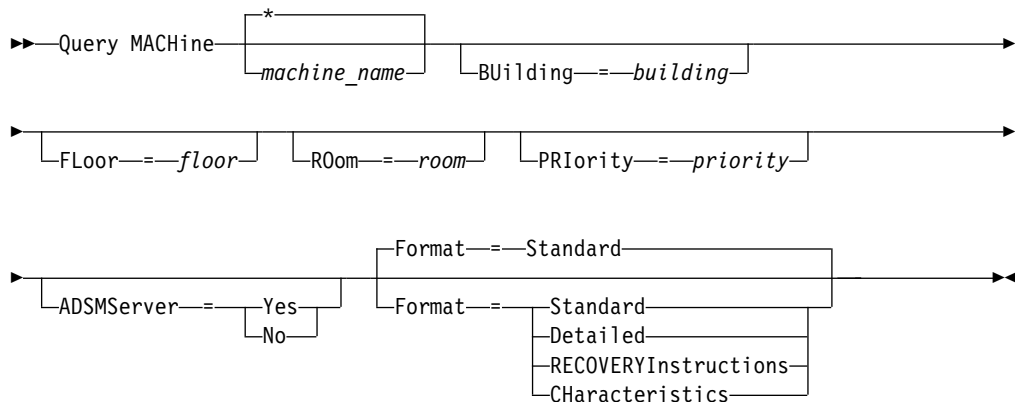 *
Query MACHine
machine_name
BUilding = building
FLoor = floor
ROom = room
PRIority = priority
Format = Standard
ADSMServer = Yes
No
Format = Standard
Detailed
RECOVERYInstructions
CHaracteristics